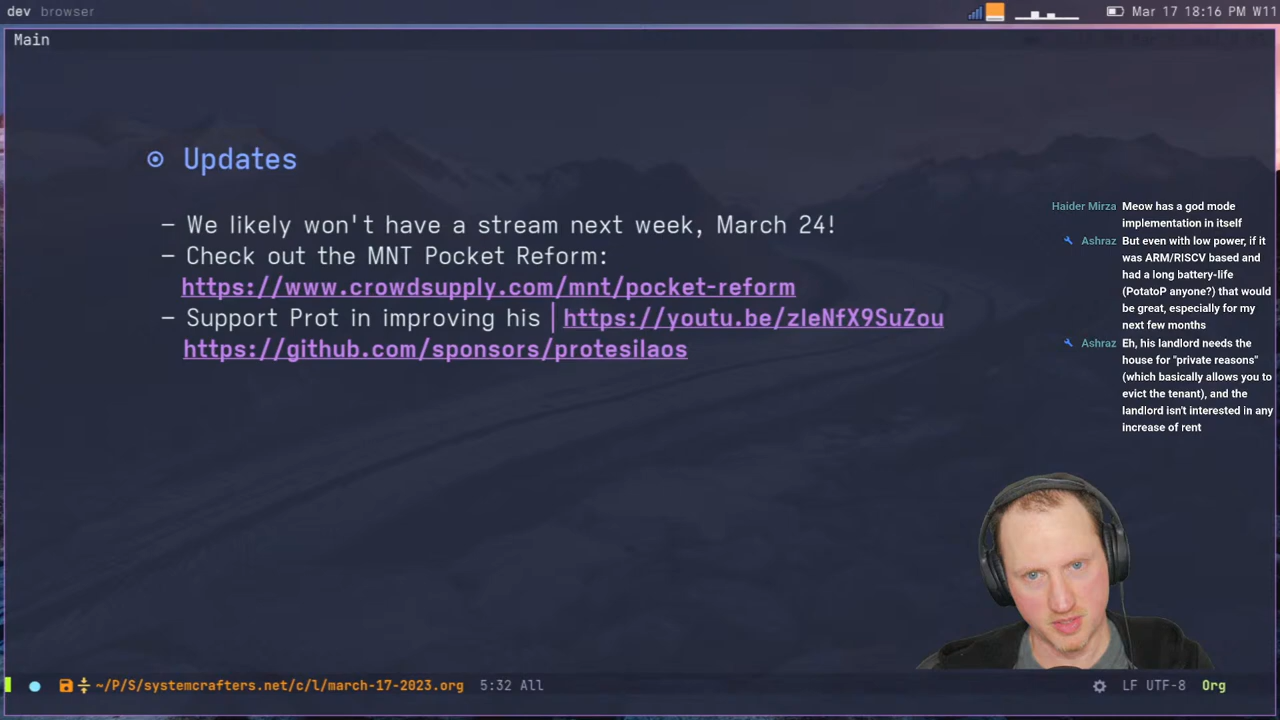 dev browser
Mar 17 18:16 PM W11
Main
Updates
– We likely won't have a stream next week, March 24!
– Check out the MNT Pocket Reform:
https://www.crowdsupply.com/mnt/pocket-reform
– Support Prot in improving his https://youtu.be/zleNfX9SuZou
https://github.com/sponsors/protesilaos
Haider Mirza Meow has a god mode
implementation in itself
Ashraz But even with low power, if it
was ARM/RISCV based and
had a long battery-life
(PotatoP anyone?) that would
be great, especially for my
next few months
Ashraz Eh, his landlord needs the
house for "private reasons"
(which basically allows you to
evict the tenant), and the
landlord isn't interested in any
increase of rent
~/P/S/systemcrafters.net/c/l/march-17-2023.org 5:32 All
LF UTF-8 Org